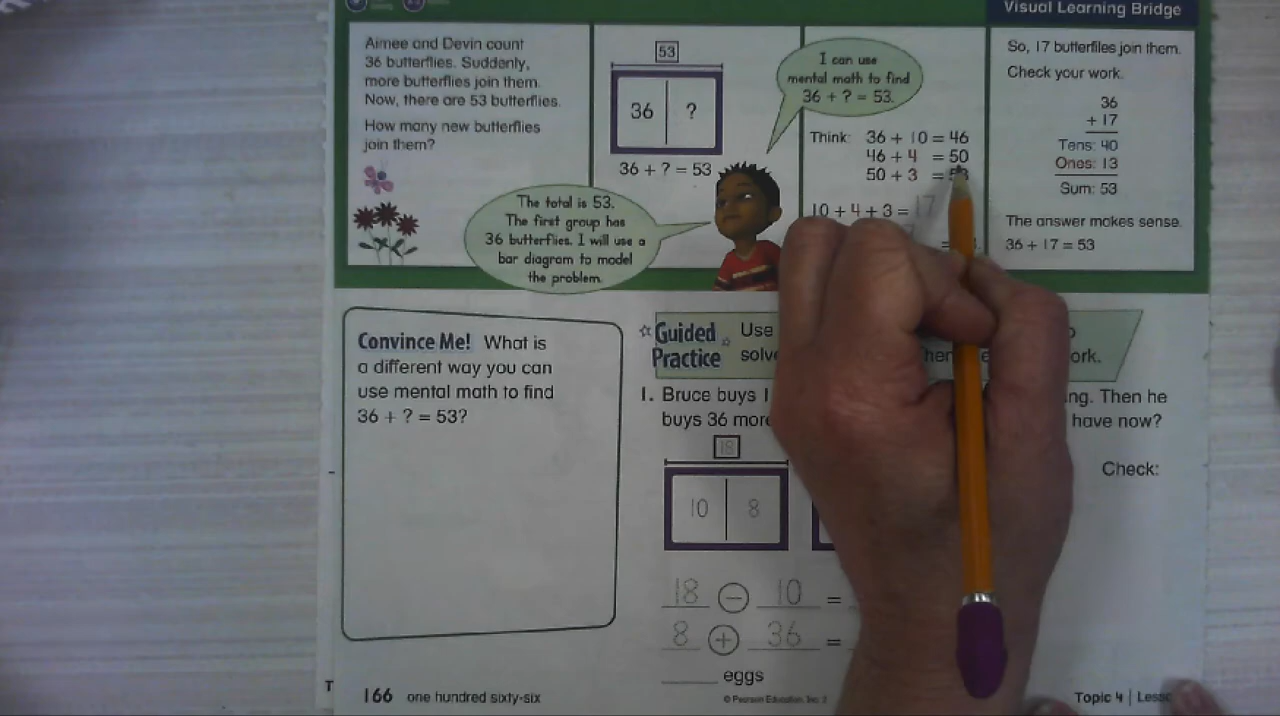 Visual Learning Bridge
Aimee and Devin count
36 butterflies. Suddenly,
more butterflies join them.
Now, there are 53 butterflies.
How many new butterflies
join them?
53
36 ?
36 + ? = 53
The total is 53.
The first group has
36 butterflies. I will use a
bar diagram to model
the problem.
I can use
mental math to find
36 + ? = 53.
Think: 36 + 10 = 46
46 + 4 = 50
50 + 3 = 53
10 + 4 + 3 = 17
=
So, 17 butterflies join them.
Check your work.
36
+ 17
Tens: 40
Ones: 13
Sum: 53
The answer makes sense.
36 + 17 = 53
Convince Me! What is
a different way you can
use mental math to find
36 + ? = 53?
Guided Use
Practice solve
1. Bruce buys Then he
buys 36 more have now?
18
10 8
Check:
18 − 10 =
8 + 36 =
eggs
166 one hundred sixty-six
© Pearson Education, Inc. 2
Topic 4